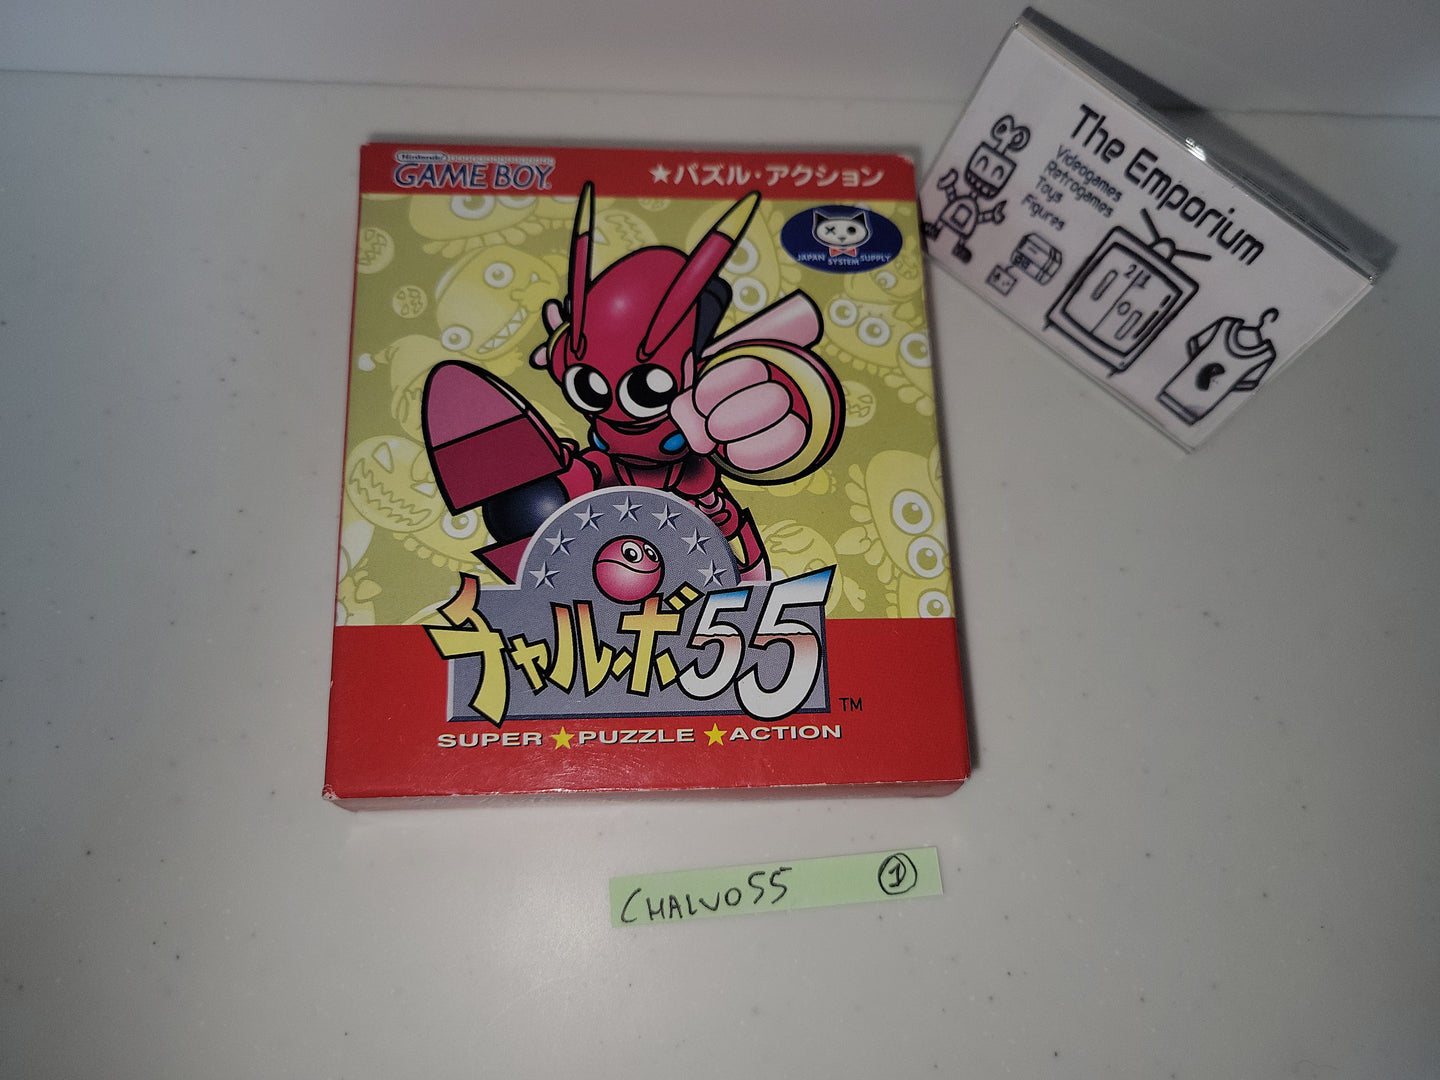 Nintendo
GAME BOY
★パズル・アクション
JAPAN SYSTEM SUPPLY
チャルボ55
TM
SUPER★PUZZLE★ACTION
CHALVO55 1
The Emporium
Videogames
Retrogames
Toys
Figures